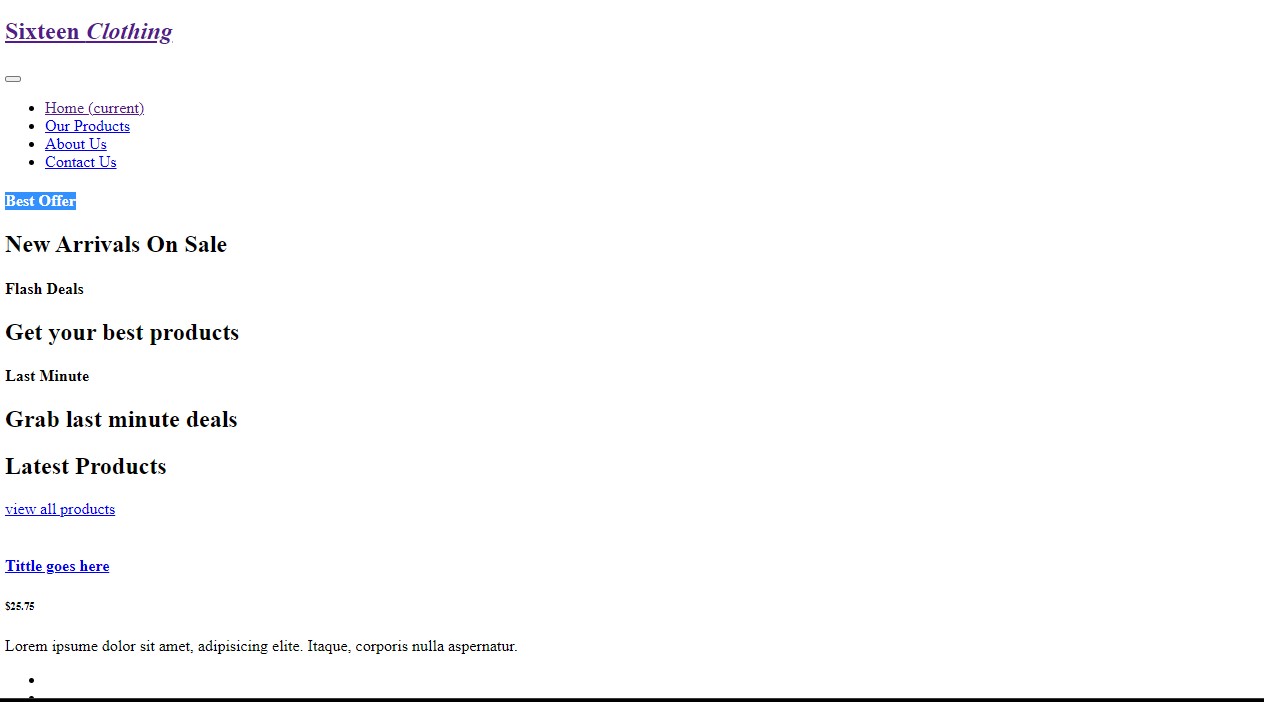 Sixteen Clothing
Home (current)
Our Products
About Us
Contact Us
Best Offer
New Arrivals On Sale
Flash Deals
Get your best products
Last Minute
Grab last minute deals
Latest Products
view all products
Tittle goes here
$25.75
Lorem ipsume dolor sit amet, adipisicing elite. Itaque, corporis nulla aspernatur.